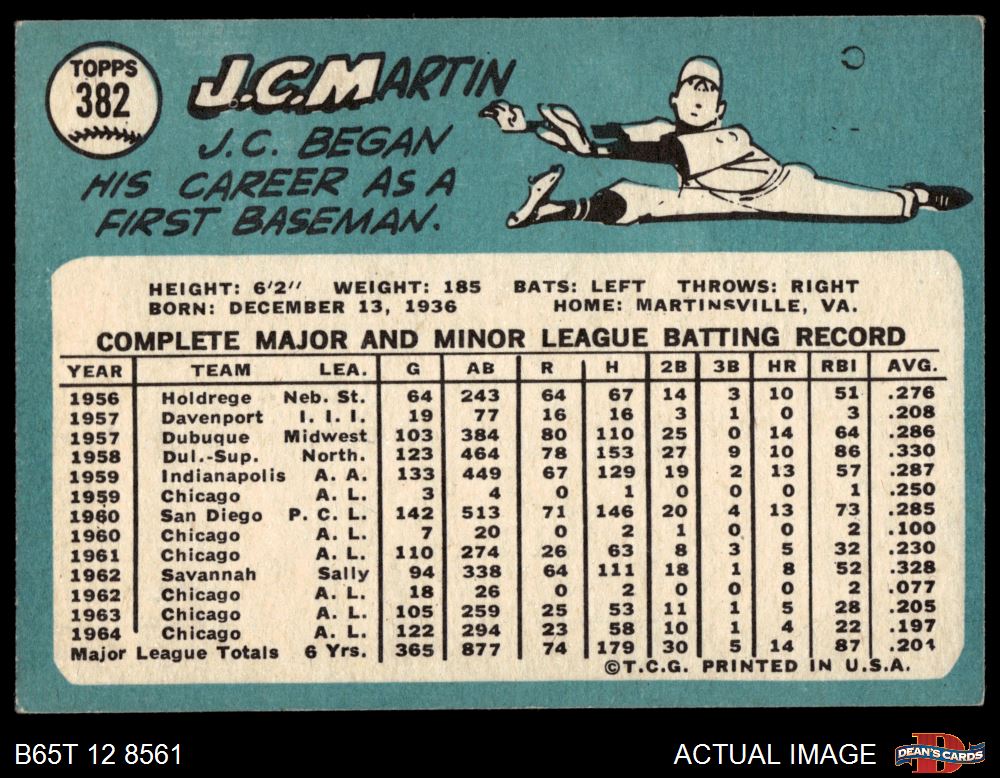 TOPPS
382
J.C. MARTIN
J.C. BEGAN
HIS CAREER AS A
FIRST BASEMAN.
HEIGHT: 6'2" WEIGHT: 185 BATS: LEFT THROWS: RIGHT
BORN: DECEMBER 13, 1936 HOME: MARTINSVILLE, VA.
COMPLETE MAJOR AND MINOR LEAGUE BATTING RECORD
YEAR TEAM LEA. G AB R H 2B 3B HR RBI AVG.
1956 Holdrege Neb. St. 64 243 64 67 14 3 10 51 .276
1957 Davenport I. I. I. 19 77 16 16 3 1 0 3 .208
1957 Dubuque Midwest 103 384 80 110 25 0 14 64 .286
1958 Dul.-Sup. North. 123 464 78 153 27 9 10 86 .330
1959 Indianapolis A. A. 133 449 67 129 19 2 13 57 .287
1959 Chicago A. L. 3 4 0 1 0 0 0 1 .250
1960 San Diego P. C. L. 142 513 71 146 20 4 13 73 .285
1960 Chicago A. L. 7 20 0 2 1 0 0 2 .100
1961 Chicago A. L. 110 274 26 63 8 3 5 32 .230
1962 Savannah Sally 94 338 64 111 18 1 8 52 .328
1962 Chicago A. L. 18 26 0 2 0 0 0 2 .077
1963 Chicago A. L. 105 259 25 53 11 1 5 28 .205
1964 Chicago A. L. 122 294 23 58 10 1 4 22 .197
Major League Totals 6 Yrs. 365 877 74 179 30 5 14 87 .204
©T.C.G. PRINTED IN U.S.A.
B65T 12 8561 ACTUAL IMAGE DEAN'S CARDS